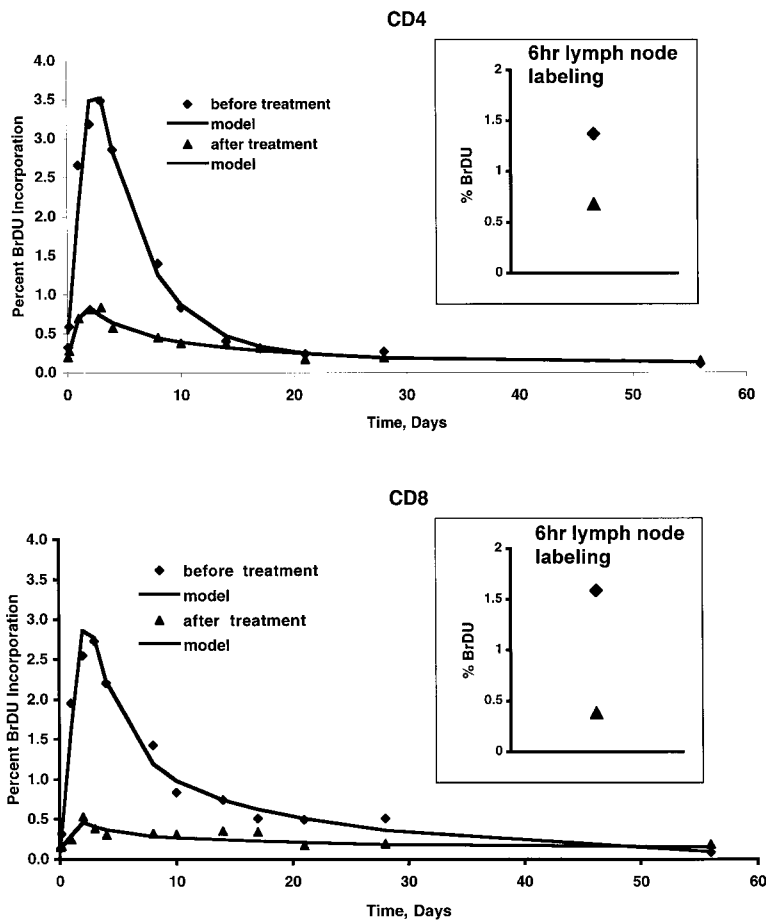 CD4
6hr lymph node
labeling
2
1.5
1
0.5
0
% BrDU
4.0
3.5
3.0
2.5
2.0
1.5
1.0
0.5
0.0
Percent BrDU Incorporation
before treatment
model
after treatment
model
0
10
20
30
40
50
60
Time, Days
CD8
6hr lymph node
labeling
2
1.5
1
0.5
0
% BrDU
4.0
3.5
3.0
2.5
2.0
1.5
1.0
0.5
0.0
Percent BrDU Incorporation
before treatment
model
after treatment
model
0
10
20
30
40
50
60
Time, Days